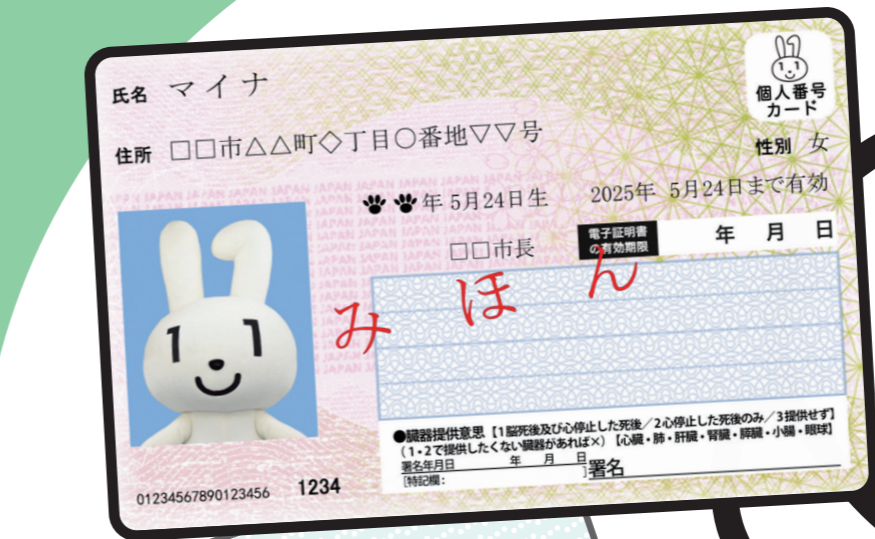 氏名 マイナ
個人番号
カード
住所 □□市△△町◇丁目○番地▽▽号
性別 女
年 5月24日生
2025年 5月24日まで有効
□□市長
電子証明書
の有効期限
年 月 日
みほん
JAPAN JAPAN JAPAN JAPAN JAPAN JAPAN
●臓器提供意思【1脳死後及び心停止した死後/2心停止した死後のみ/3提供せず】
(1・2で提供したくない臓器があれば×)【心臓・肺・肝臓・腎臓・膵臓・小腸・眼球】
署名年月日 年 月 日
[特記欄: ]署名
01234567890123456 1234